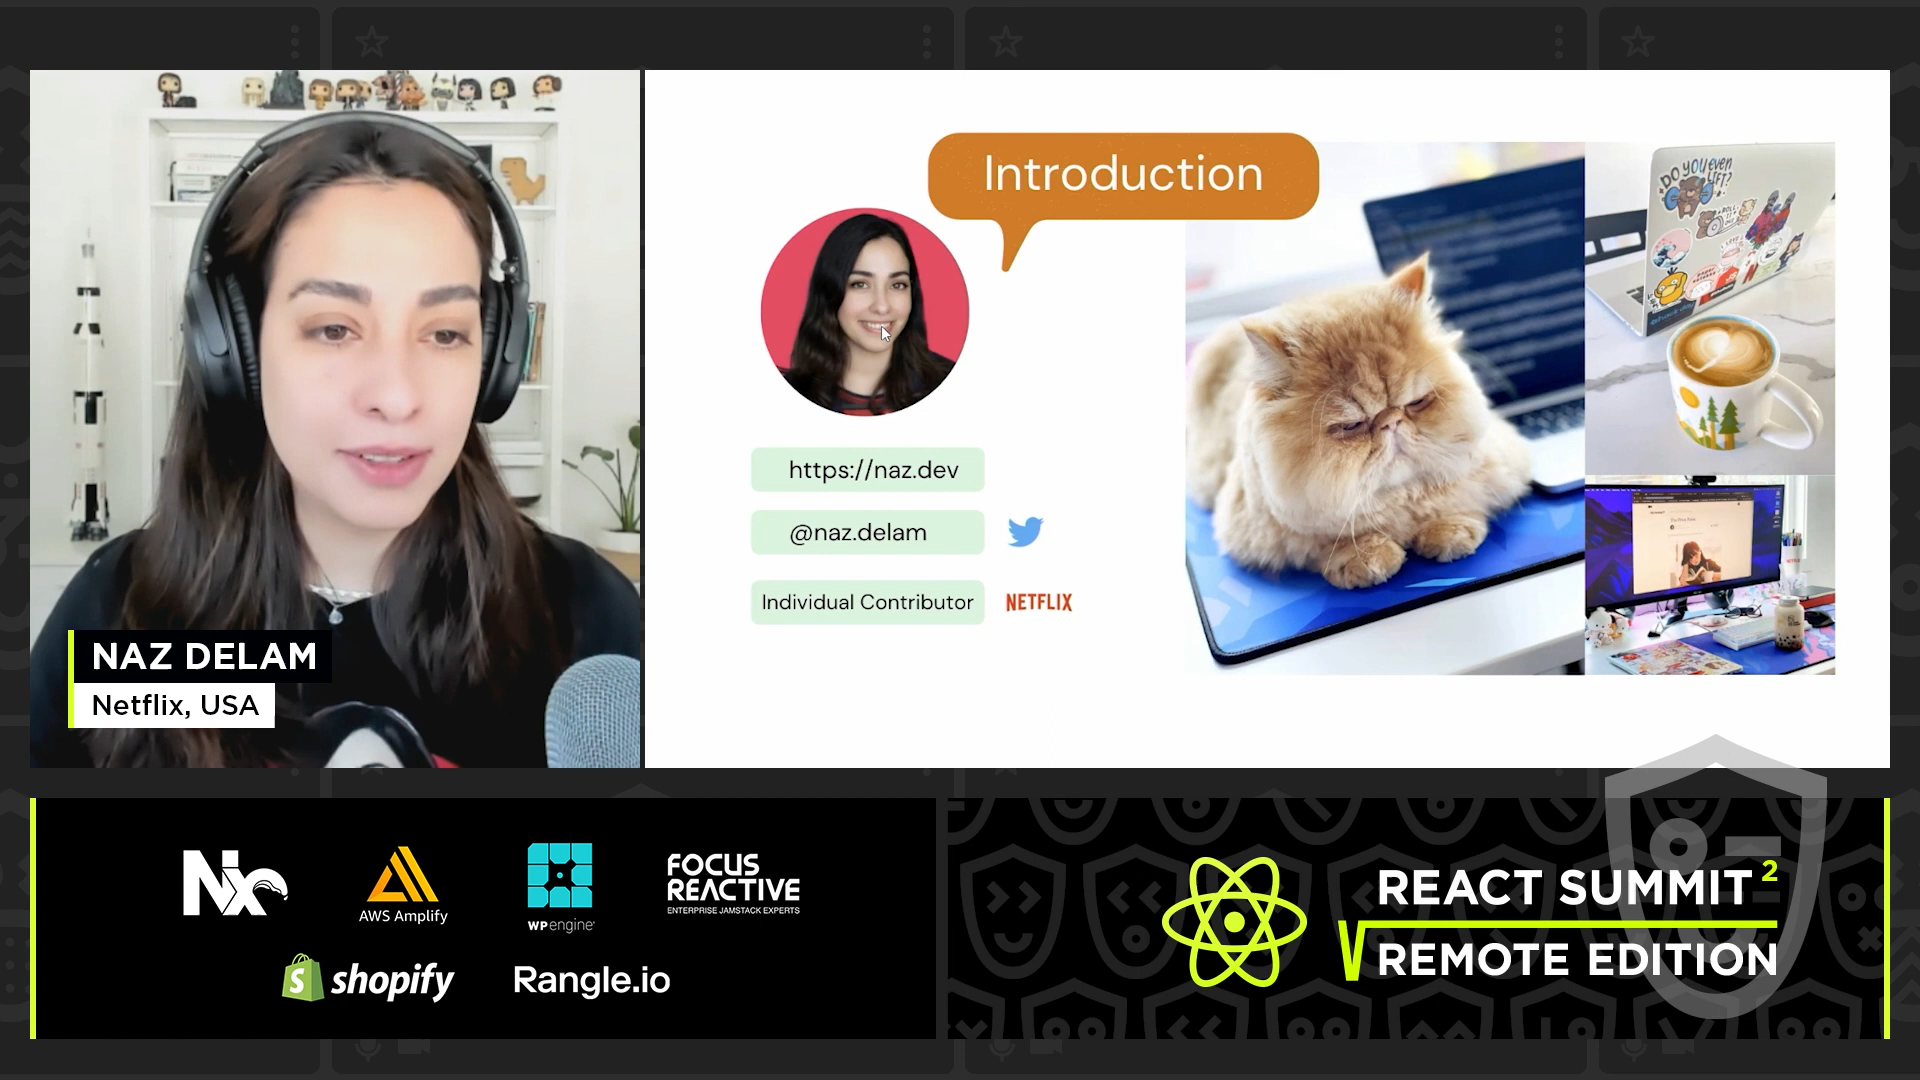 Introduction
https://naz.dev
@naz.delam
Individual Contributor
NETFLIX
DO YOU EVEN
LIFT?
NAZ DELAM
Netflix, USA
Nx
AWS Amplify
WP engine
FOCUS
REACTIVE
ENTERPRISE JAMSTACK EXPERTS
shopify
Rangle.io
REACT SUMMIT 2
REMOTE EDITION